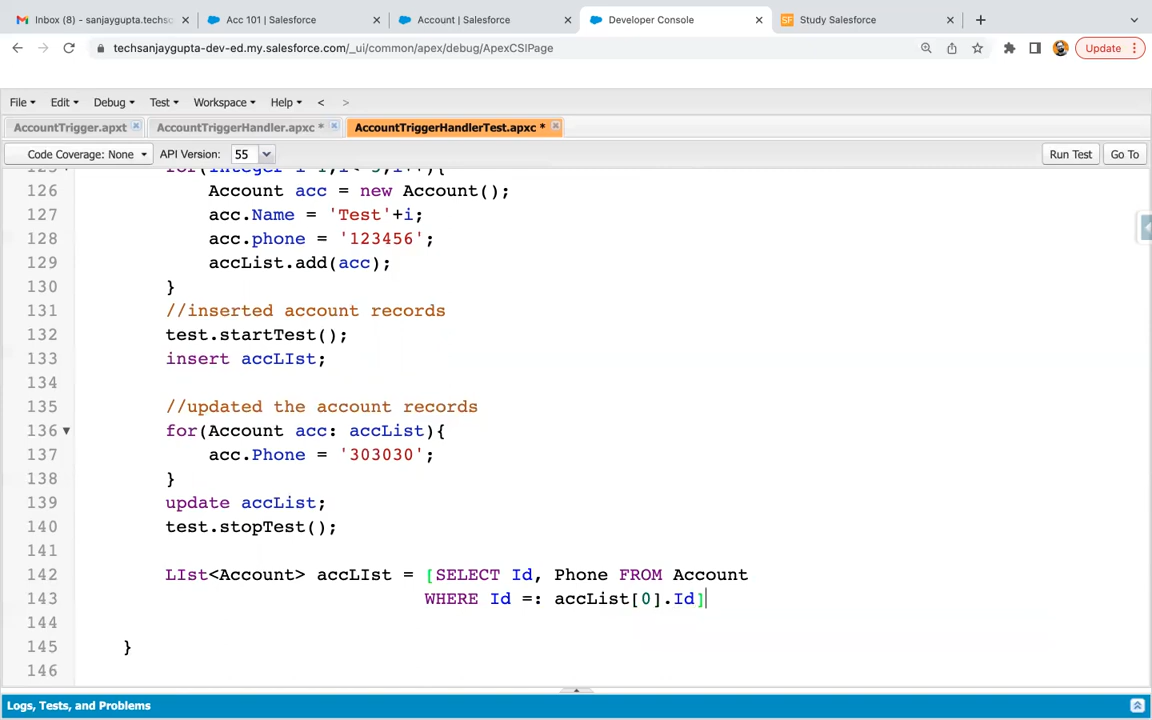 Inbox (9) - sanjaygupta.techsc
Acc 101 | Salesforce
Account | Salesforce
Developer Console
Study Salesforce
techsanjaygupta-dev-ed.my.salesforce.com/_ui/common/apex/debug/ApexCSIPage
Update
File Edit Debug Test Workspace Help < >
AccountTrigger.apxt AccountTriggerHandler.apxc * AccountTriggerHandlerTest.apxc *
Code Coverage: None API Version: 55 Run Test Go To
126 Account acc = new Account();
127 acc.Name = 'Test'+i;
128 acc.phone = '123456';
129 accList.add(acc);
130 }
131 //inserted account records
132 test.startTest();
133 insert accLIst;
134
135 //updated the account records
136 for(Account acc: accList){
137 acc.Phone = '303030';
138 }
139 update accList;
140 test.stopTest();
141
142 LIst<Account> accLIst = [SELECT Id, Phone FROM Account
143 WHERE Id =: accList[0].Id]
144
145 }
146
Logs, Tests, and Problems